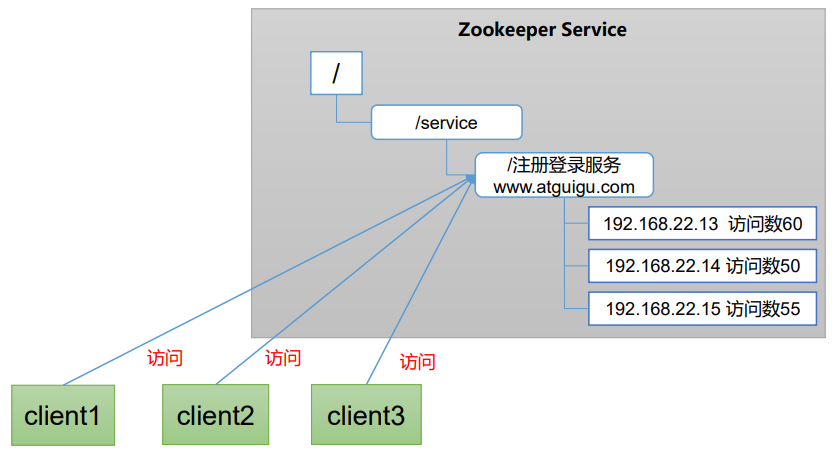 Zookeeper Service
/
/service
/注册登录服务
www.atguigu.com
192.168.22.13 访问数60
192.168.22.14 访问数50
192.168.22.15 访问数55
访问
访问
访问
client1
client2
client3